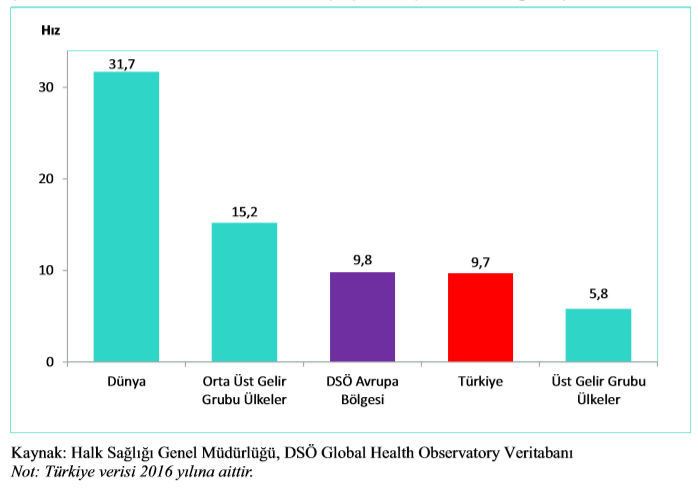 Hız
31,7
30
20
15,2
10
9,8
9,7
5,8
0
Dünya
Orta Üst Gelir
Grubu Ülkeler
DSÖ Avrupa
Bölgesi
Türkiye
Üst Gelir Grubu
Ülkeler
Kaynak: Halk Sağlığı Genel Müdürlüğü, DSÖ Global Health Observatory Veritabanı
Not: Türkiye verisi 2016 yılına aittir.